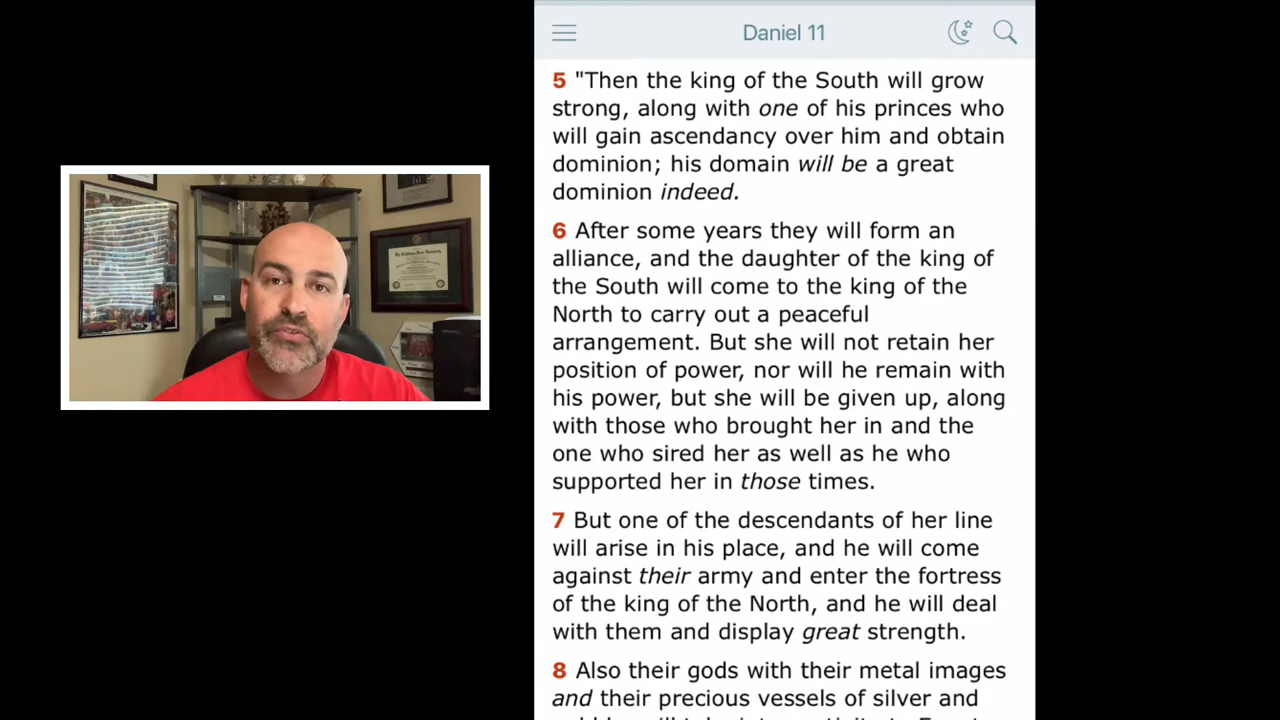 Daniel 11
5 "Then the king of the South will grow
strong, along with one of his princes who
will gain ascendancy over him and obtain
dominion; his domain will be a great
dominion indeed.
6 After some years they will form an
alliance, and the daughter of the king of
the South will come to the king of the
North to carry out a peaceful
arrangement. But she will not retain her
position of power, nor will he remain with
his power, but she will be given up, along
with those who brought her in and the
one who sired her as well as he who
supported her in those times.
7 But one of the descendants of her line
will arise in his place, and he will come
against their army and enter the fortress
of the king of the North, and he will deal
with them and display great strength.
8 Also their gods with their metal images
and their precious vessels of silver and